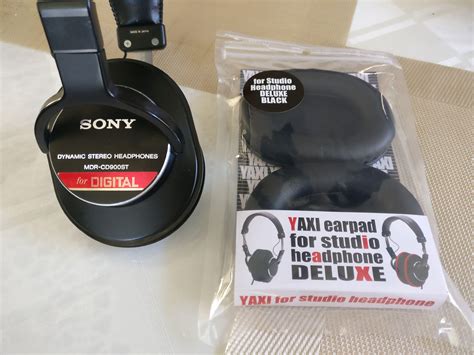 SONY
DYNAMIC STEREO HEADPHONES
MDR-CD900ST
for DIGITAL
for Studio
Headphone
DELUXE
BLACK
YAXI earpad
for studio
headphone
DELUXE
YAXI for studio headphone